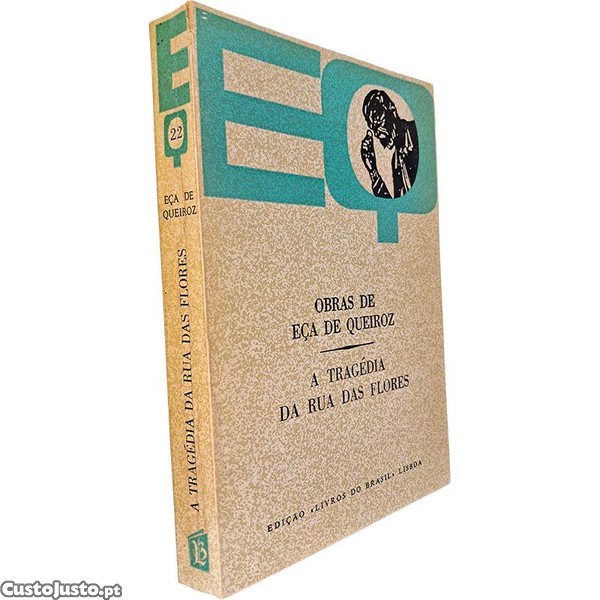 EQ
OBRAS DE
EÇA DE QUEIROZ
A TRAGÉDIA
DA RUA DAS FLORES
EDIÇÃO «LIVROS DO BRASIL» LISBOA
EQ
22
EÇA DE
QUEIROZ
A TRAGÉDIA DA RUA DAS FLORES
LB
CustoJusto.pt